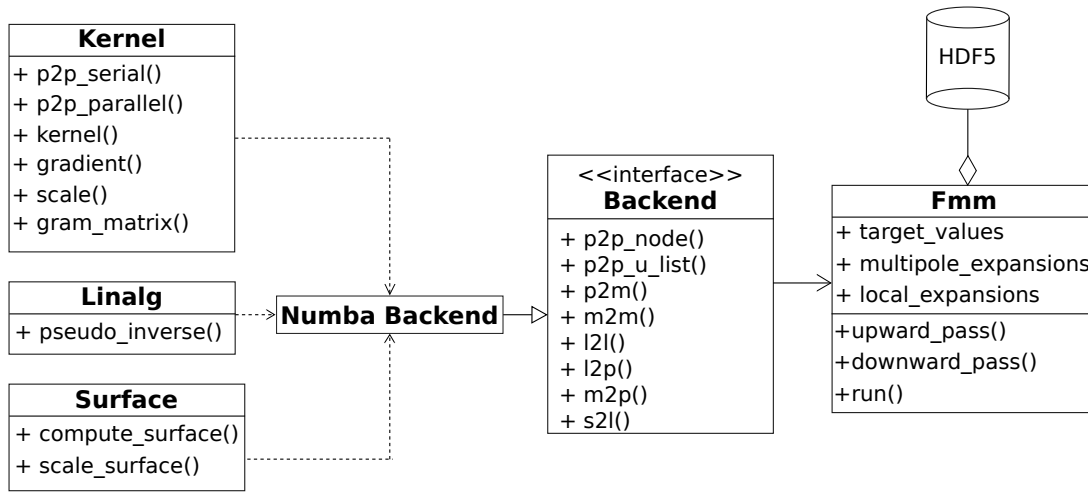 Kernel
+ p2p_serial()
+ p2p_parallel()
+ kernel()
+ gradient()
+ scale()
+ gram_matrix()
Linalg
+ pseudo_inverse()
Surface
+ compute_surface()
+ scale_surface()
Numba Backend
<<interface>>
Backend
+ p2p_node()
+ p2p_u_list()
+ p2m()
+ m2m()
+ l2l()
+ l2p()
+ m2p()
+ s2l()
HDF5
Fmm
+ target_values
+ multipole_expansions
+ local_expansions
+upward_pass()
+downward_pass()
+run()